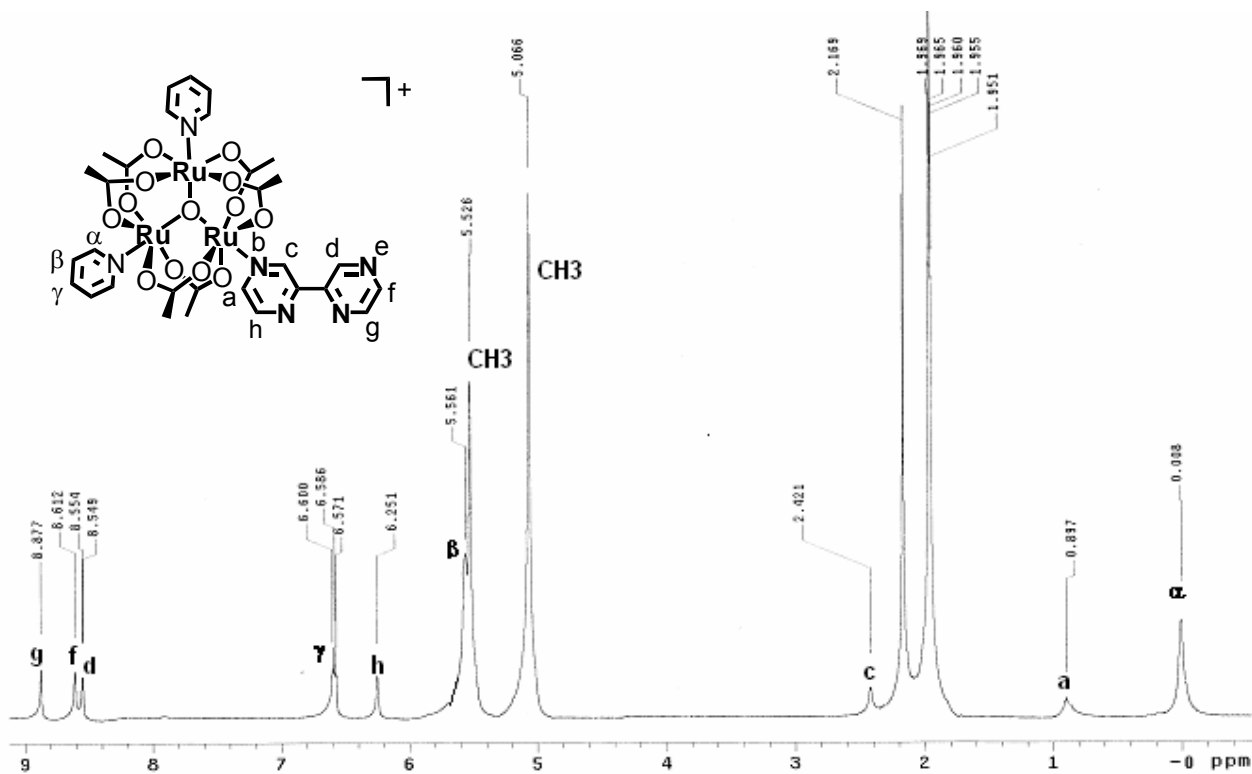 5.066
2.169
1.969
1.965
1.960
1.955
1.951
]+
N
O O
Ru
O O
O O O
O O
Ru Ru
α b c d e
β N O O O N N
γ O a f
N N
h g
5.526
CH3
CH3
5.561
8.877
8.612
8.554
8.549
6.600
6.586
6.571
6.251
2.421
0.897
0.008
g f d γ h β c a α
9 8 7 6 5 4 3 2 1 -0 ppm